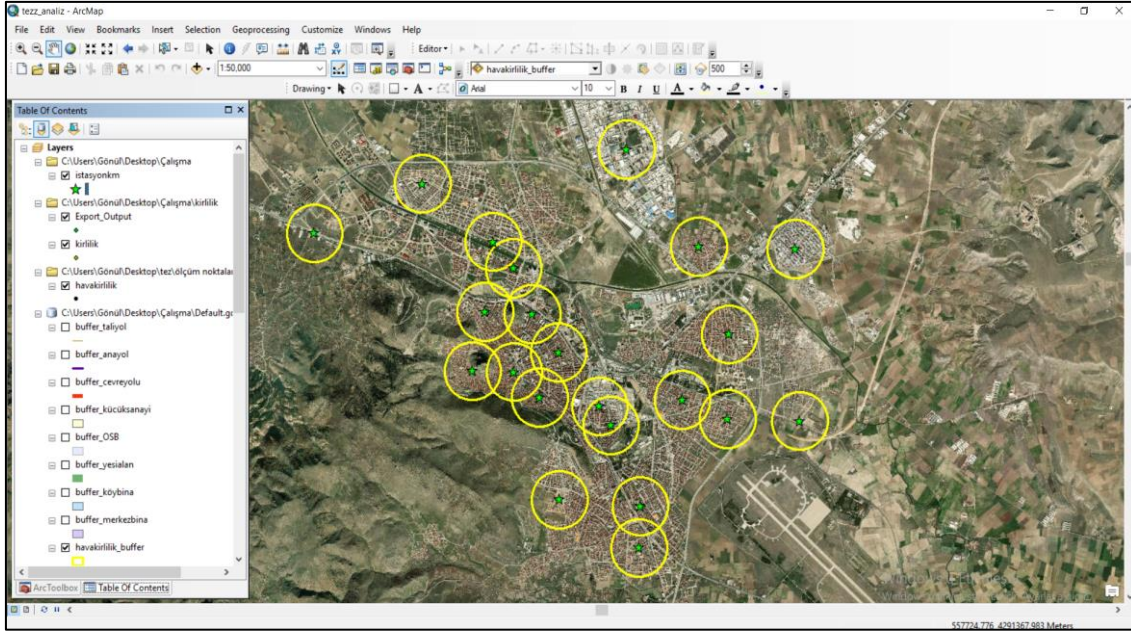 tezz_analiz - ArcMap
File Edit View Bookmarks Insert Selection Geoprocessing Customize Windows Help
Editor
1:50,000 havakirlilik_buffer 500
Drawing A Arial 10 B I U A
Table Of Contents
Layers
C:\Users\Gönül\Desktop\Çalışma
istasyonkm
C:\Users\Gönül\Desktop\Çalışma\kirlilik
Export_Output
kirlilik
C:\Users\Gönül\Desktop\tez\ölçüm noktalar
havakirlilik
C:\Users\Gönül\Desktop\Çalışma\Default.gd
buffer_taliyol
buffer_anayol
buffer_cevreyolu
buffer_kücüksanayi
buffer_OSB
buffer_yesialan
buffer_köybina
buffer_merkezbina
havakirlilik_buffer
ArcToolbox Table Of Contents
557724,776 4291367,983 Meters